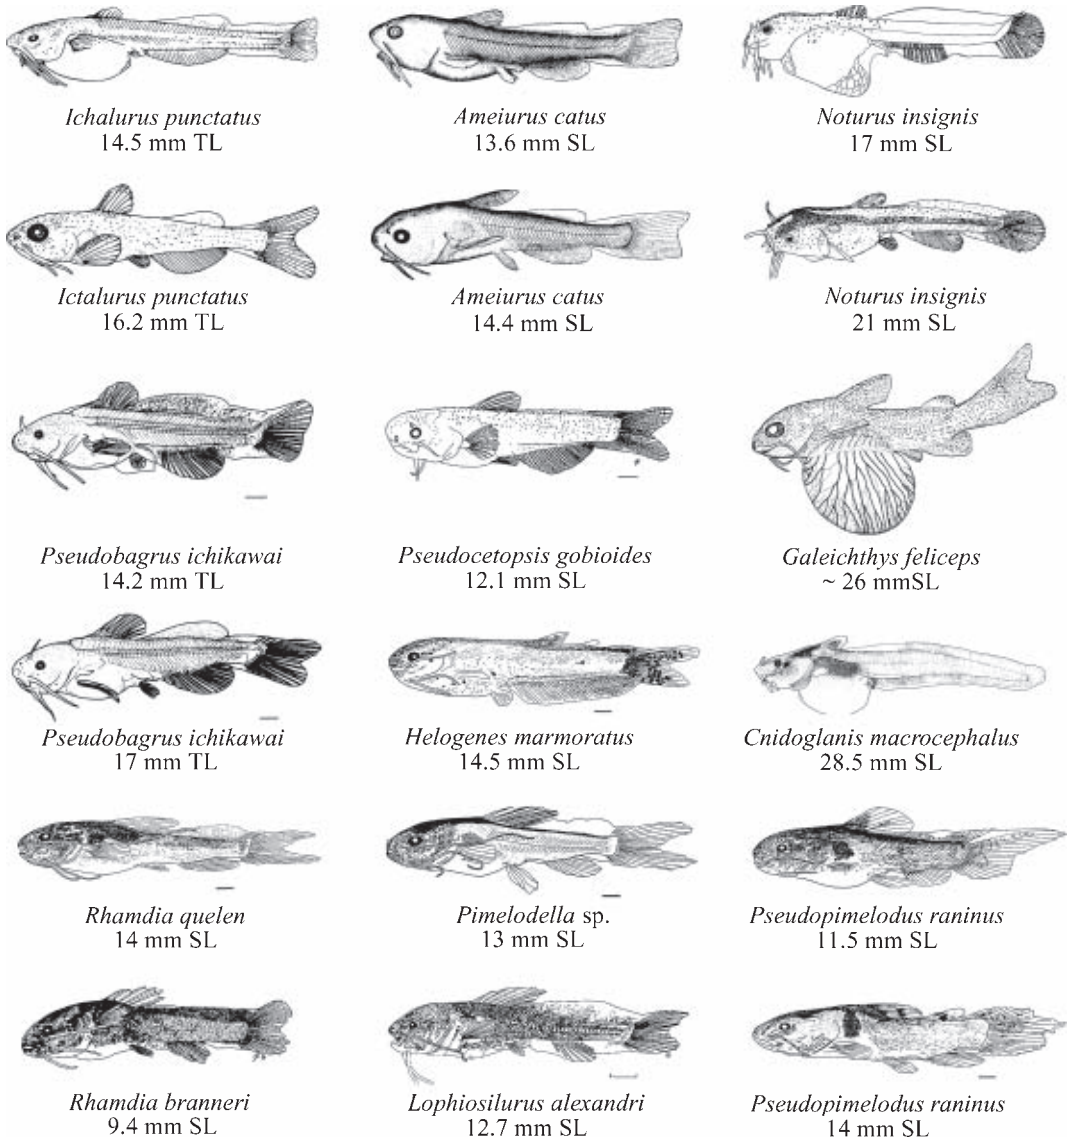 Ichalurus punctatus
14.5 mm TL
Ameiurus catus
13.6 mm SL
Noturus insignis
17 mm SL
Ictalurus punctatus
16.2 mm TL
Ameiurus catus
14.4 mm SL
Noturus insignis
21 mm SL
Pseudobagrus ichikawai
14.2 mm TL
Pseudocetopsis gobioides
12.1 mm SL
Galeichthys feliceps
~ 26 mmSL
Pseudobagrus ichikawai
17 mm TL
Helogenes marmoratus
14.5 mm SL
Cnidoglanis macrocephalus
28.5 mm SL
Rhamdia quelen
14 mm SL
Pimelodella sp.
13 mm SL
Pseudopimelodus raninus
11.5 mm SL
Rhamdia branneri
9.4 mm SL
Lophiosilurus alexandri
12.7 mm SL
Pseudopimelodus raninus
14 mm SL